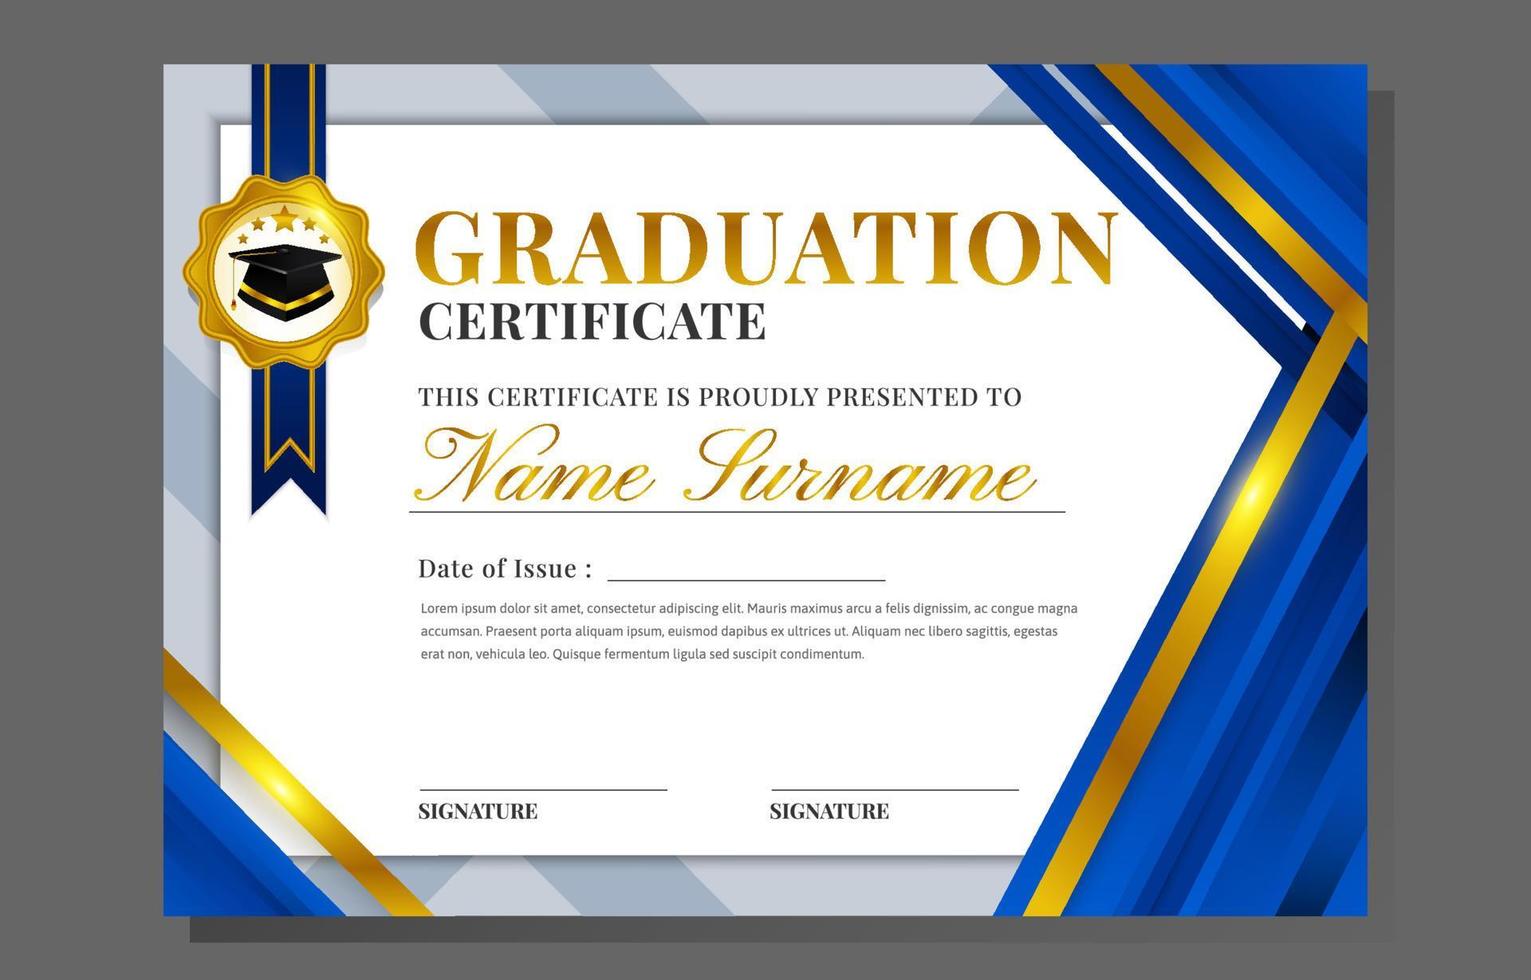 GRADUATION
CERTIFICATE
THIS CERTIFICATE IS PROUDLY PRESENTED TO
Name Surname
Date of Issue :
Lorem ipsum dolor sit amet, consectetur adipiscing elit. Mauris maximus arcu a felis dignissim, ac congue magna
accumsan. Praesent porta aliquam ipsum, euismod dapibus ex ultrices ut. Aliquam nec libero sagittis, egestas
erat non, vehicula leo. Quisque fermentum ligula sed suscipit condimentum.
SIGNATURE SIGNATURE